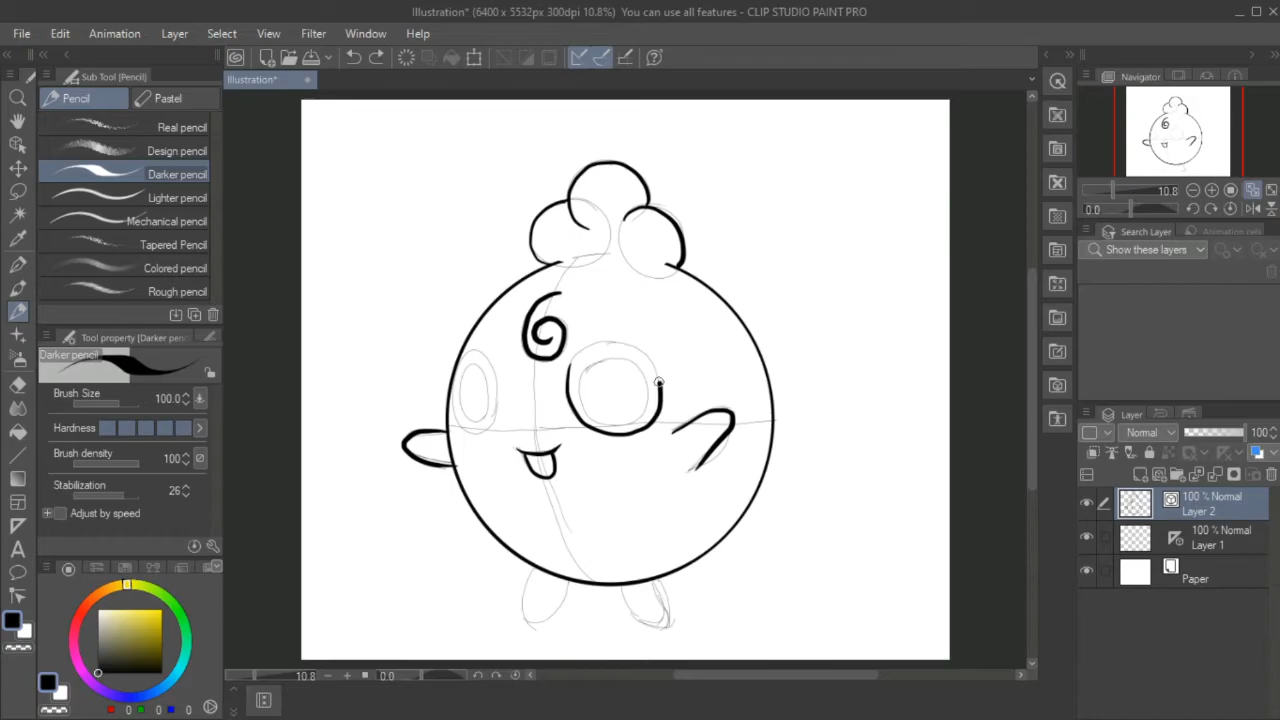 Illustration* (6400 x 5532px 300dpi 10.8%) You can use all features - CLIP STUDIO PAINT PRO
File Edit Animation Layer Select View Filter Window Help
Sub Tool [Pencil]
Illustration*
Navigator
Pencil Pastel
Real pencil
Design pencil
Darker pencil
Lighter pencil
Mechanical pencil
Tapered Pencil
Colored pencil
Rough pencil
10.8
0.0
Search Layer Animation cels
Show these layers
Tool property [Darker penc
Darker pencil
Brush Size 100.0
Hardness
Brush density 100
Stabilization 26
Adjust by speed
Layer
Normal 100
100 % Normal
Layer 2
100 % Normal
Layer 1
Paper
10.8 0.0
0 0 0